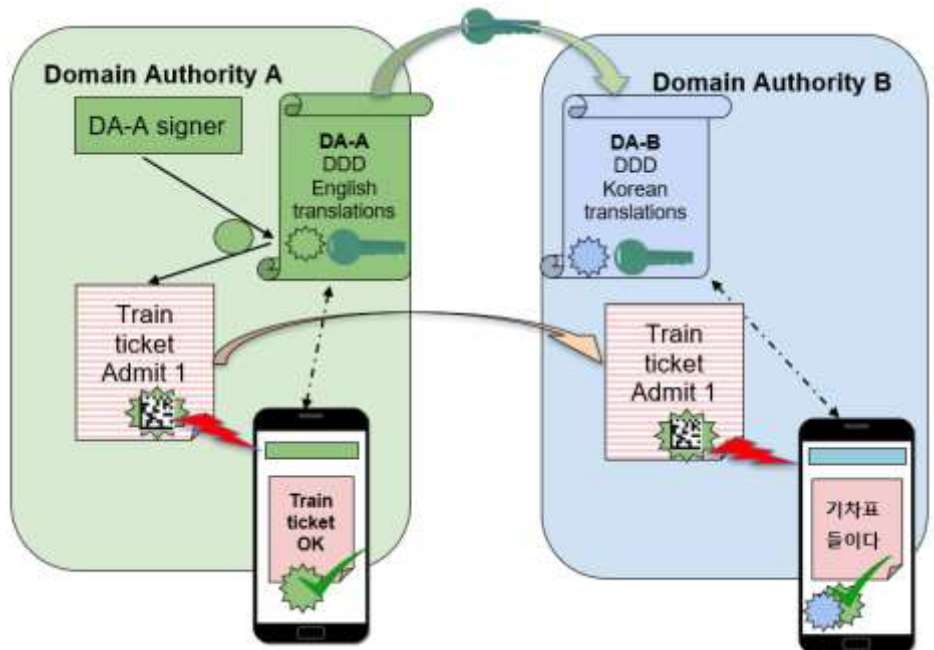 Domain Authority A
DA-A signer
DA-A
DDD
English
translations
Train
ticket
Admit 1
Train
ticket
OK
Domain Authority B
DA-B
DDD
Korean
translations
Train
ticket
Admit 1
기차표
들이다